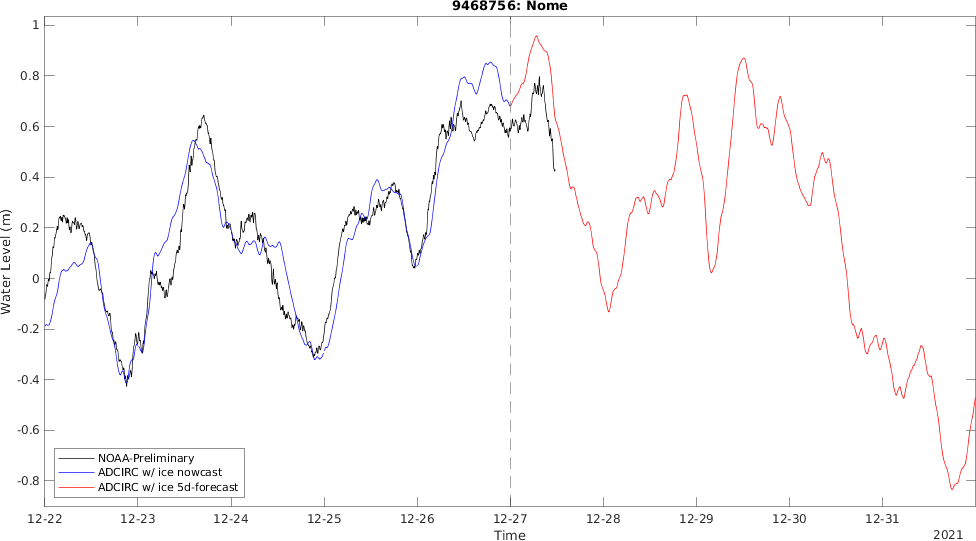 9468756: Nome
1
0.8
0.6
0.4
0.2
0
-0.2
-0.4
-0.6
-0.8
Water Level (m)
NOAA-Preliminary
ADCIRC w/ ice nowcast
ADCIRC w/ ice 5d-forecast
12-22 12-23 12-24 12-25 12-26 12-27 12-28 12-29 12-30 12-31
Time
2021